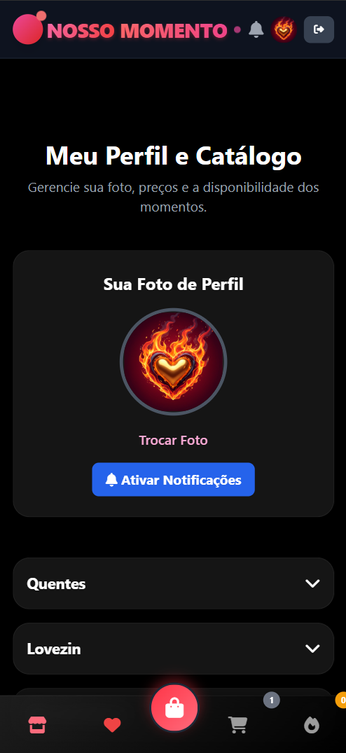 NOSSO MOMENTO
Meu Perfil e Catálogo
Gerencie sua foto, preços e a disponibilidade dos
momentos.
Sua Foto de Perfil
Trocar Foto
Ativar Notificações
Quentes
Lovezin
1
0